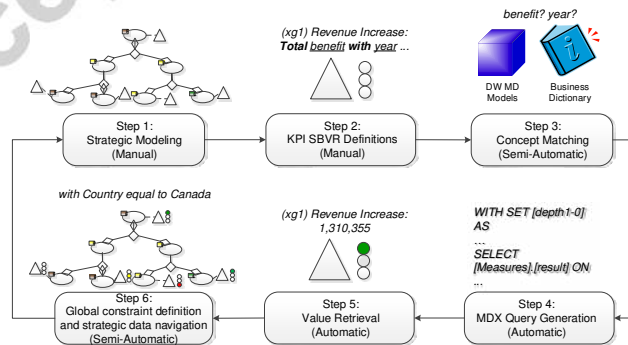 (xg1) Revenue Increase:
Total benefit with year ...
benefit? year?
DW MD
Models
Business
Dictionary
Step 1:
Strategic Modeling
(Manual)
Step 2:
KPI SBVR Definitions
(Manual)
Step 3:
Concept Matching
(Semi-Automatic)
with Country equal to Canada
(xg1) Revenue Increase:
1,310,355
WITH SET [depth1-0]
AS
...
SELECT
[Measures].[result] ON
...
Step 6:
Global constraint definition
and strategic data navigation
(Semi-Automatic)
Step 5:
Value Retrieval
(Automatic)
Step 4:
MDX Query Generation
(Automatic)